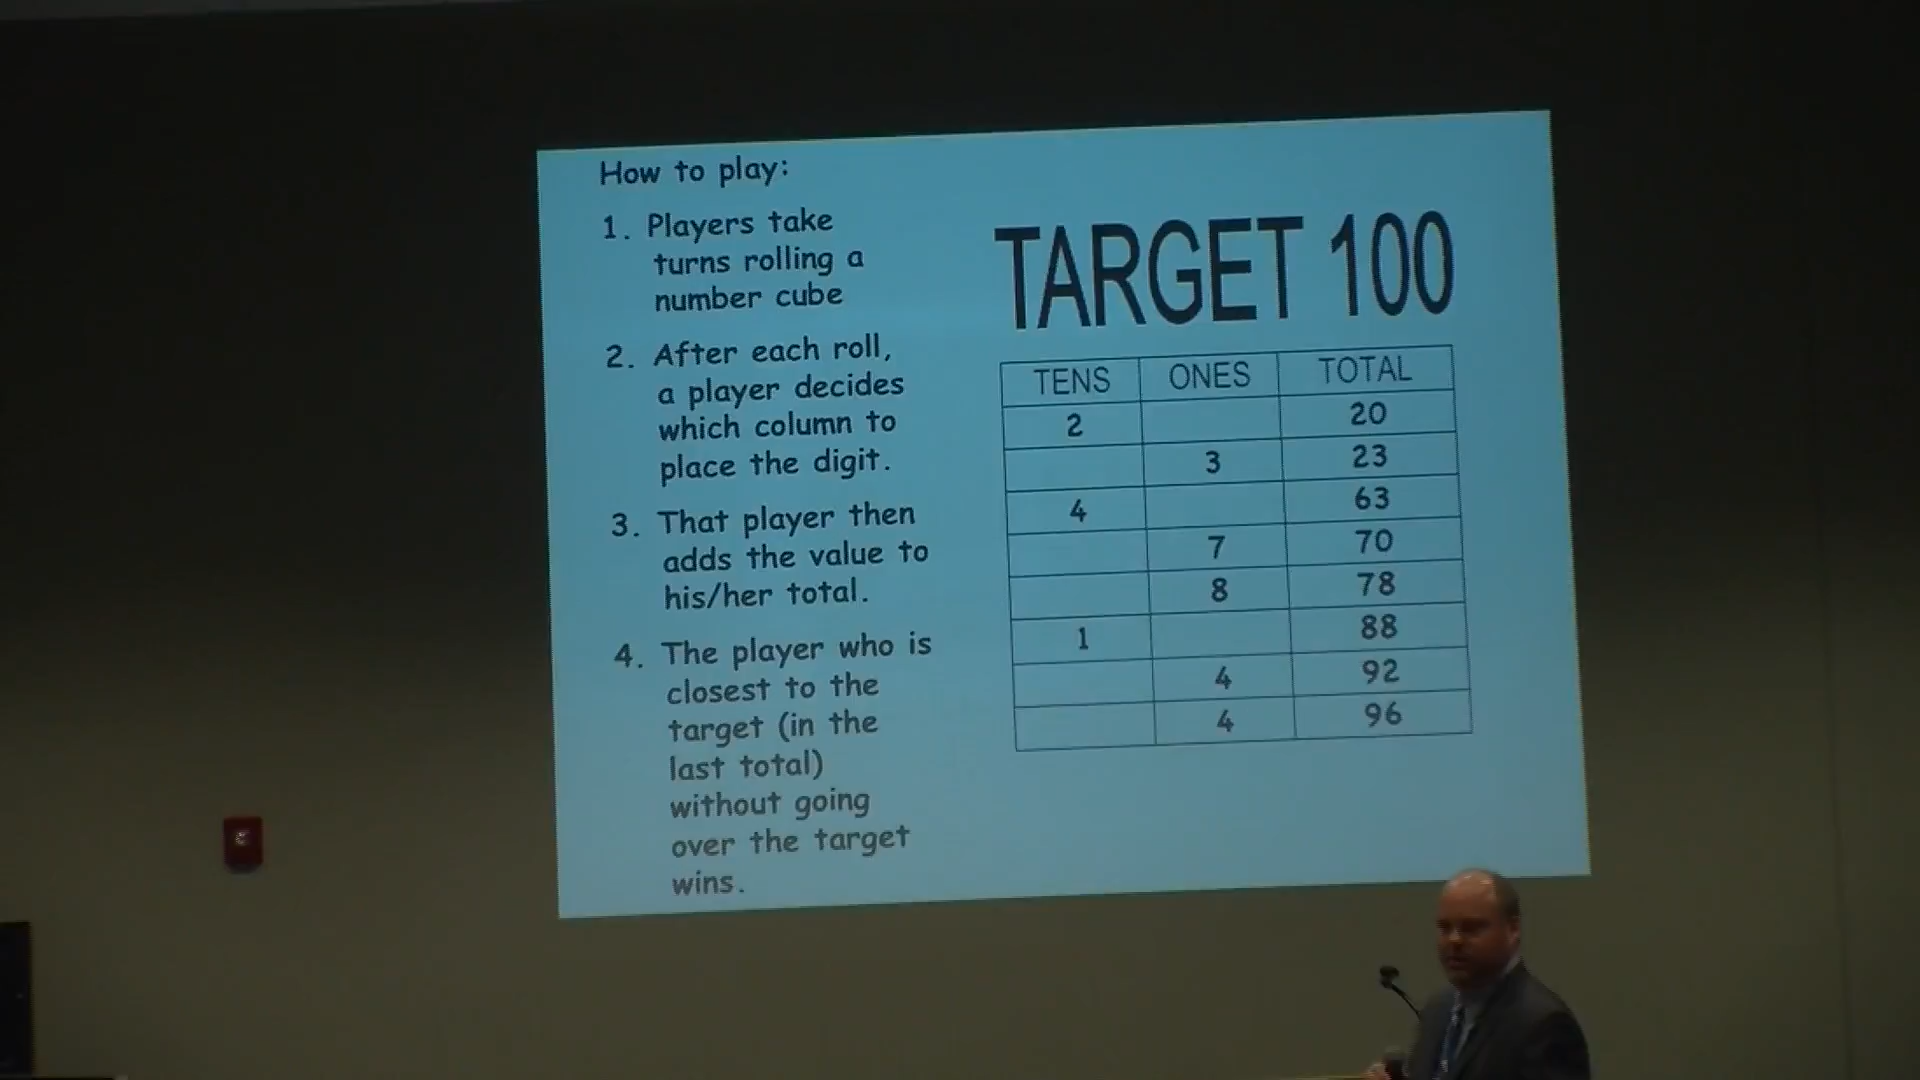 How to play:
1. Players take
turns rolling a
number cube
2. After each roll,
a player decides
which column to
place the digit.
3. That player then
adds the value to
his/her total.
4. The player who is
closest to the
target (in the
last total)
without going
over the target
wins.
TARGET 100
TENS ONES TOTAL
2 20
3 23
4 63
7 70
8 78
1 88
4 92
4 96